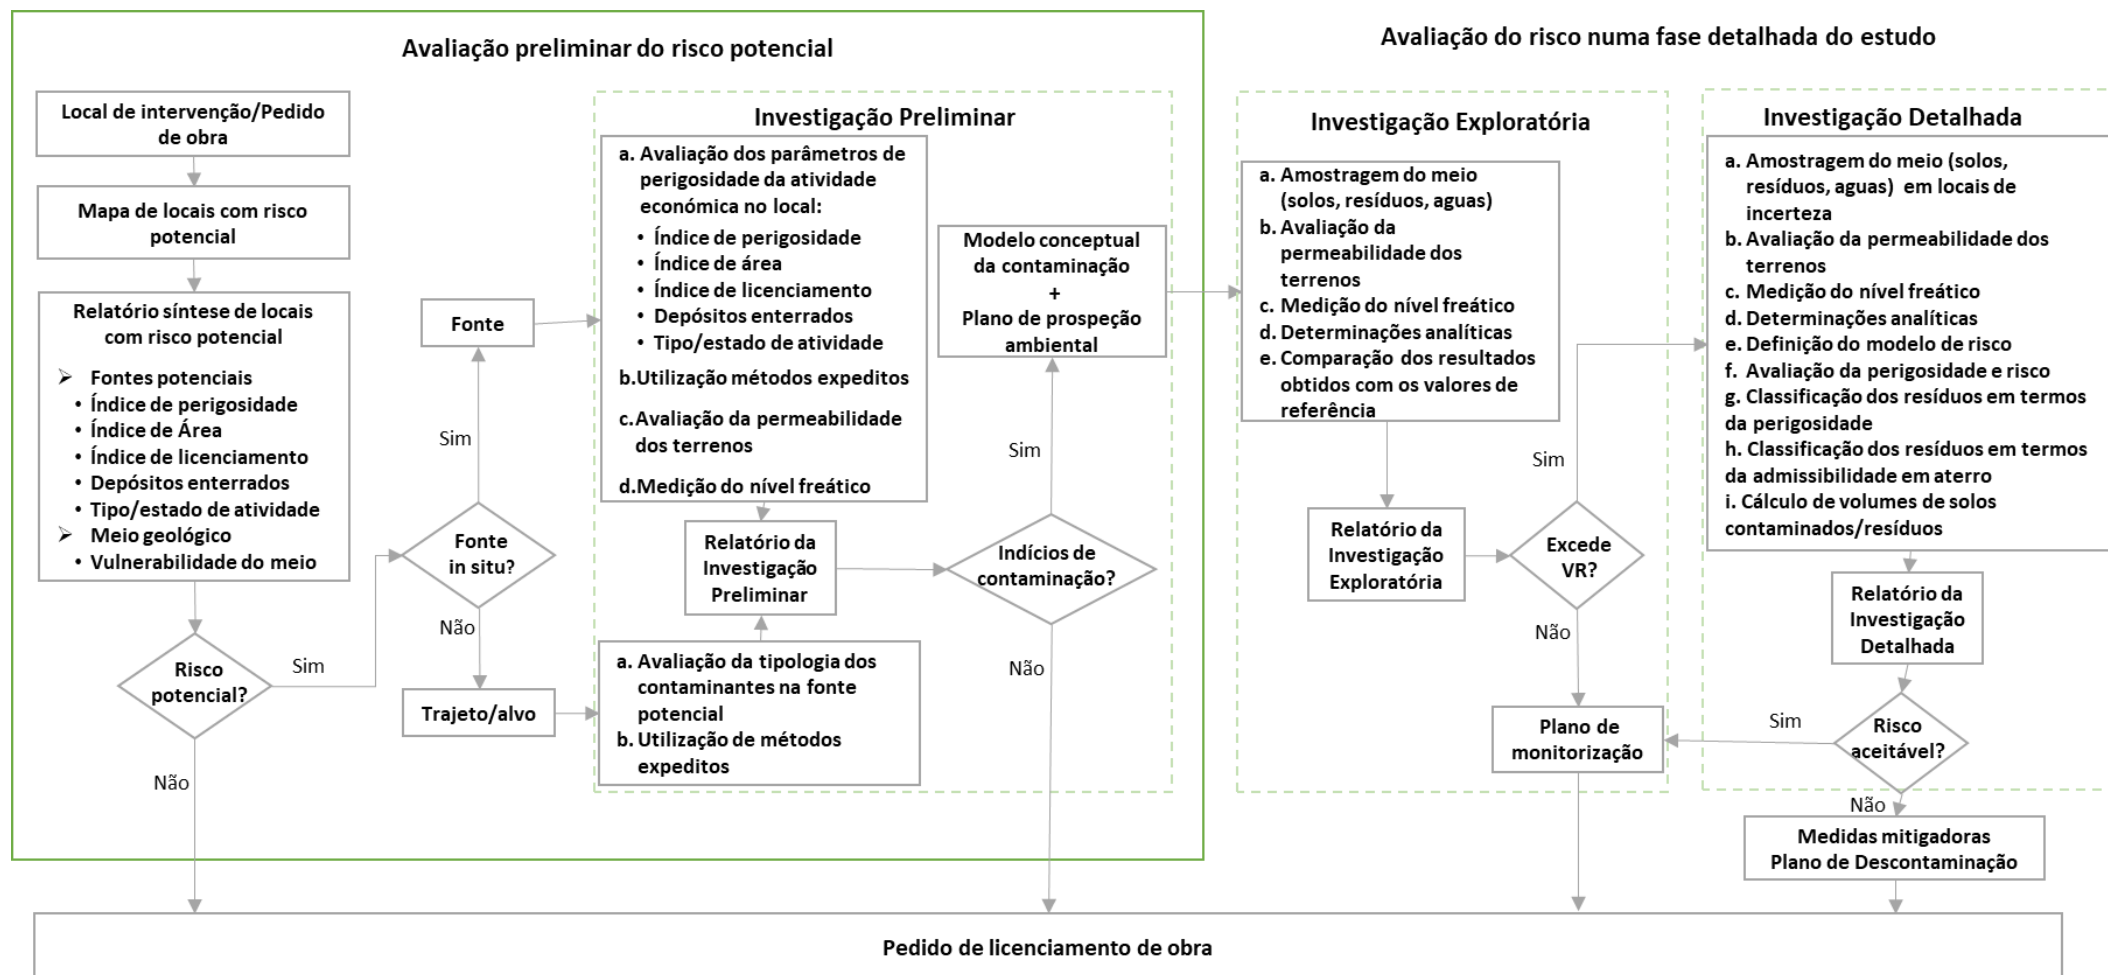 Avaliação preliminar do risco potencial
Local de intervenção/Pedido
de obra
Mapa de locais com risco
potencial
Relatório síntese de locais
com risco potencial
➢ Fontes potenciais
• Índice de perigosidade
• Índice de Área
• Índice de licenciamento
• Depósitos enterrados
• Tipo/estado de atividade
➢ Meio geológico
• Vulnerabilidade do meio
Risco
potencial?
Sim
Não
Fonte
in situ?
Sim
Não
Fonte
Trajeto/alvo
Investigação Preliminar
a. Avaliação dos parâmetros de
perigosidade da atividade
económica no local:
• Índice de perigosidade
• Índice de área
• Índice de licenciamento
• Depósitos enterrados
• Tipo/estado de atividade
b.Utilização métodos expeditos
c.Avaliação da permeabilidade
dos terrenos
d.Medição do nível freático
Relatório da
Investigação
Preliminar
a. Avaliação da tipologia dos
contaminantes na fonte
potencial
b. Utilização de métodos
expeditos
Indícios de
contaminação?
Sim
Não
Modelo conceptual
da contaminação
+
Plano de prospeção
ambiental
Avaliação do risco numa fase detalhada do estudo
Investigação Exploratória
a. Amostragem do meio
(solos, resíduos, aguas)
b. Avaliação da
permeabilidade dos
terrenos
c. Medição do nível freático
d. Determinações analíticas
e. Comparação dos resultados
obtidos com os valores de
referência
Relatório da
Investigação
Exploratória
Excede
VR?
Sim
Não
Plano de
monitorização
Investigação Detalhada
a. Amostragem do meio (solos,
resíduos, aguas) em locais de
incerteza
b. Avaliação da permeabilidade dos
terrenos
c. Medição do nível freático
d. Determinações analíticas
e. Definição do modelo de risco
f. Avaliação da perigosidade e risco
g. Classificação dos resíduos em termos
da perigosidade
h. Classificação dos resíduos em termos
da admissibilidade em aterro
i. Cálculo de volumes de solos
contaminados/resíduos
Relatório da
Investigação
Detalhada
Risco
aceitável?
Sim
Não
Medidas mitigadoras
Plano de Descontaminação
Pedido de licenciamento de obra